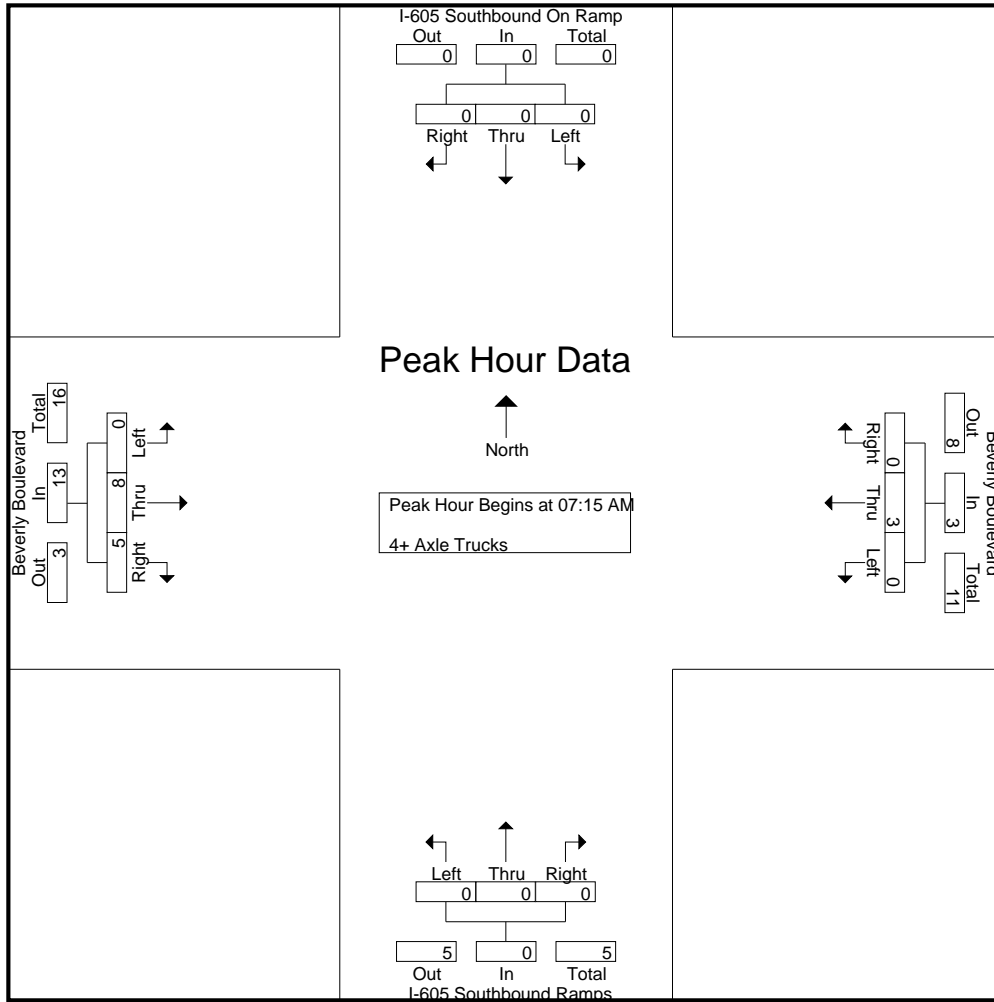 I-605 Southbound On Ramp
Out In Total
0 0 0
0 0 0
Right Thru Left
Peak Hour Data
North
Peak Hour Begins at 07:15 AM
4+ Axle Trucks
Beverly Boulevard
Total In Out
16 13 3
0 8 5
Left Thru Right
Beverly Boulevard
Out In Total
8 3 11
0 3 0
Right Thru Left
Left Thru Right
0 0 0
5 0 5
Out In Total
I-605 Southbound Ramps